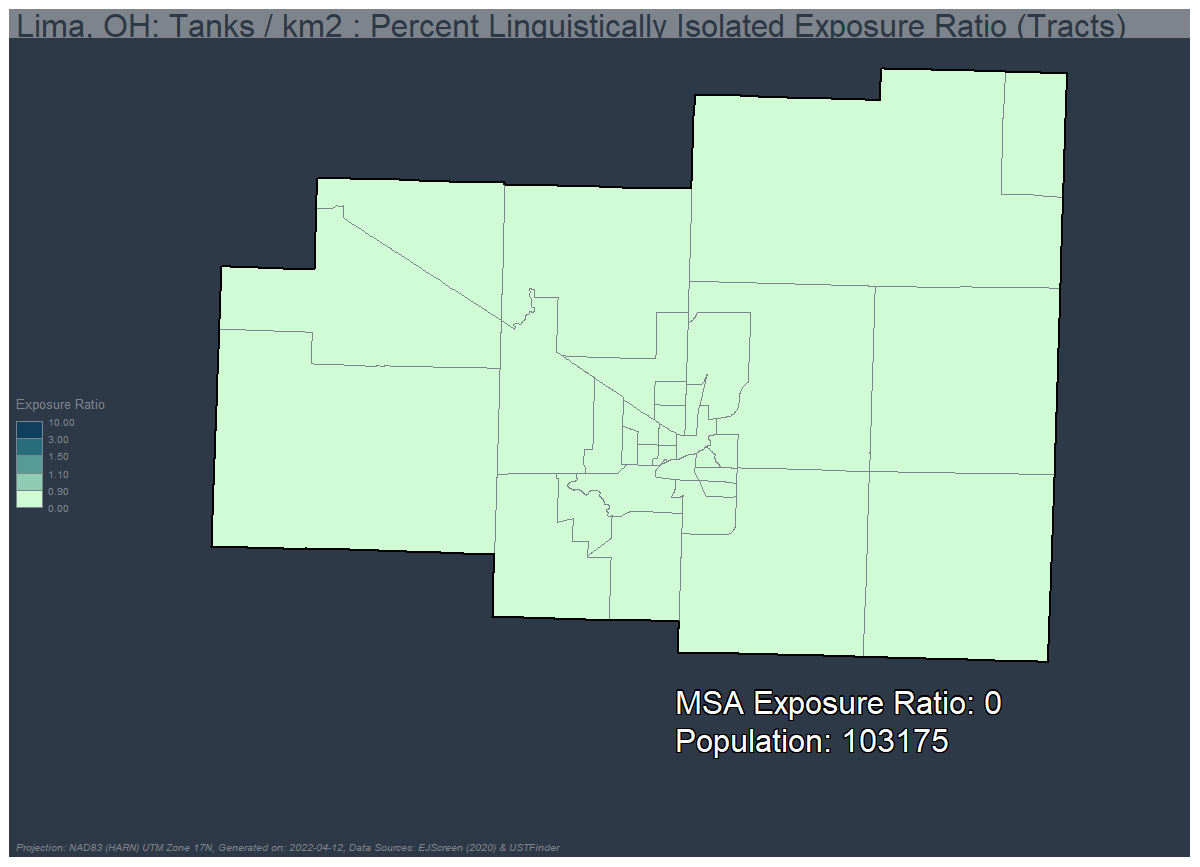 Lima, OH: Tanks / km2 : Percent Linguistically Isolated Exposure Ratio (Tracts)
Exposure Ratio
10.00
3.00
1.50
1.10
0.90
0.00
MSA Exposure Ratio: 0
Population: 103175
Projection: NAD83 (HARN) UTM Zone 17N, Generated on: 2022-04-12, Data Sources: EJScreen (2020) & USTFinder